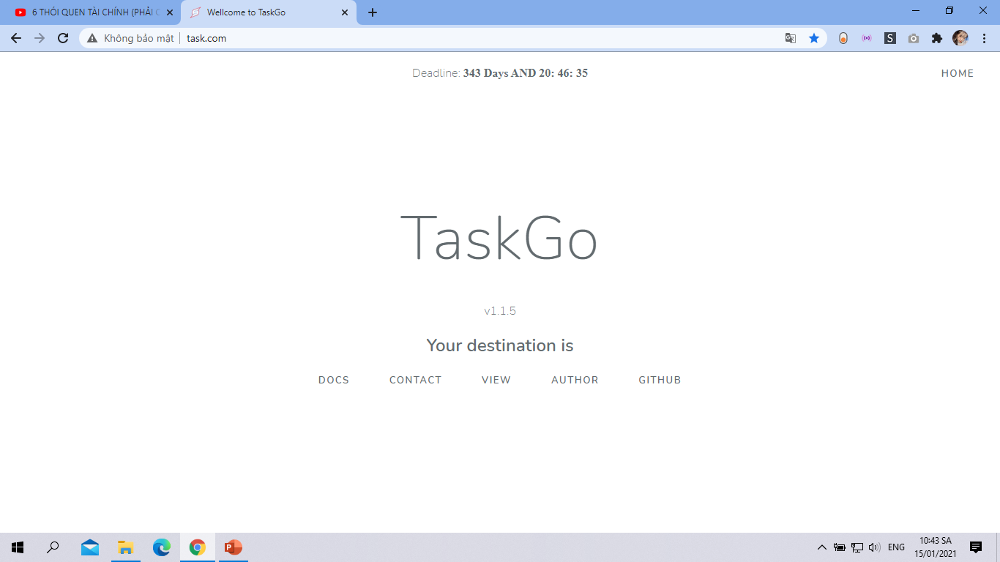 6 THÓI QUEN TÀI CHÍNH (PHẢI C
Wellcome to TaskGo
Không bảo mật
task.com
S
Deadline: 343 Days AND 20: 46: 35
HOME
TaskGo
v1.1.5
Your destination is
DOCS CONTACT VIEW AUTHOR GITHUB
P
ENG
10:43 SA
15/01/2021